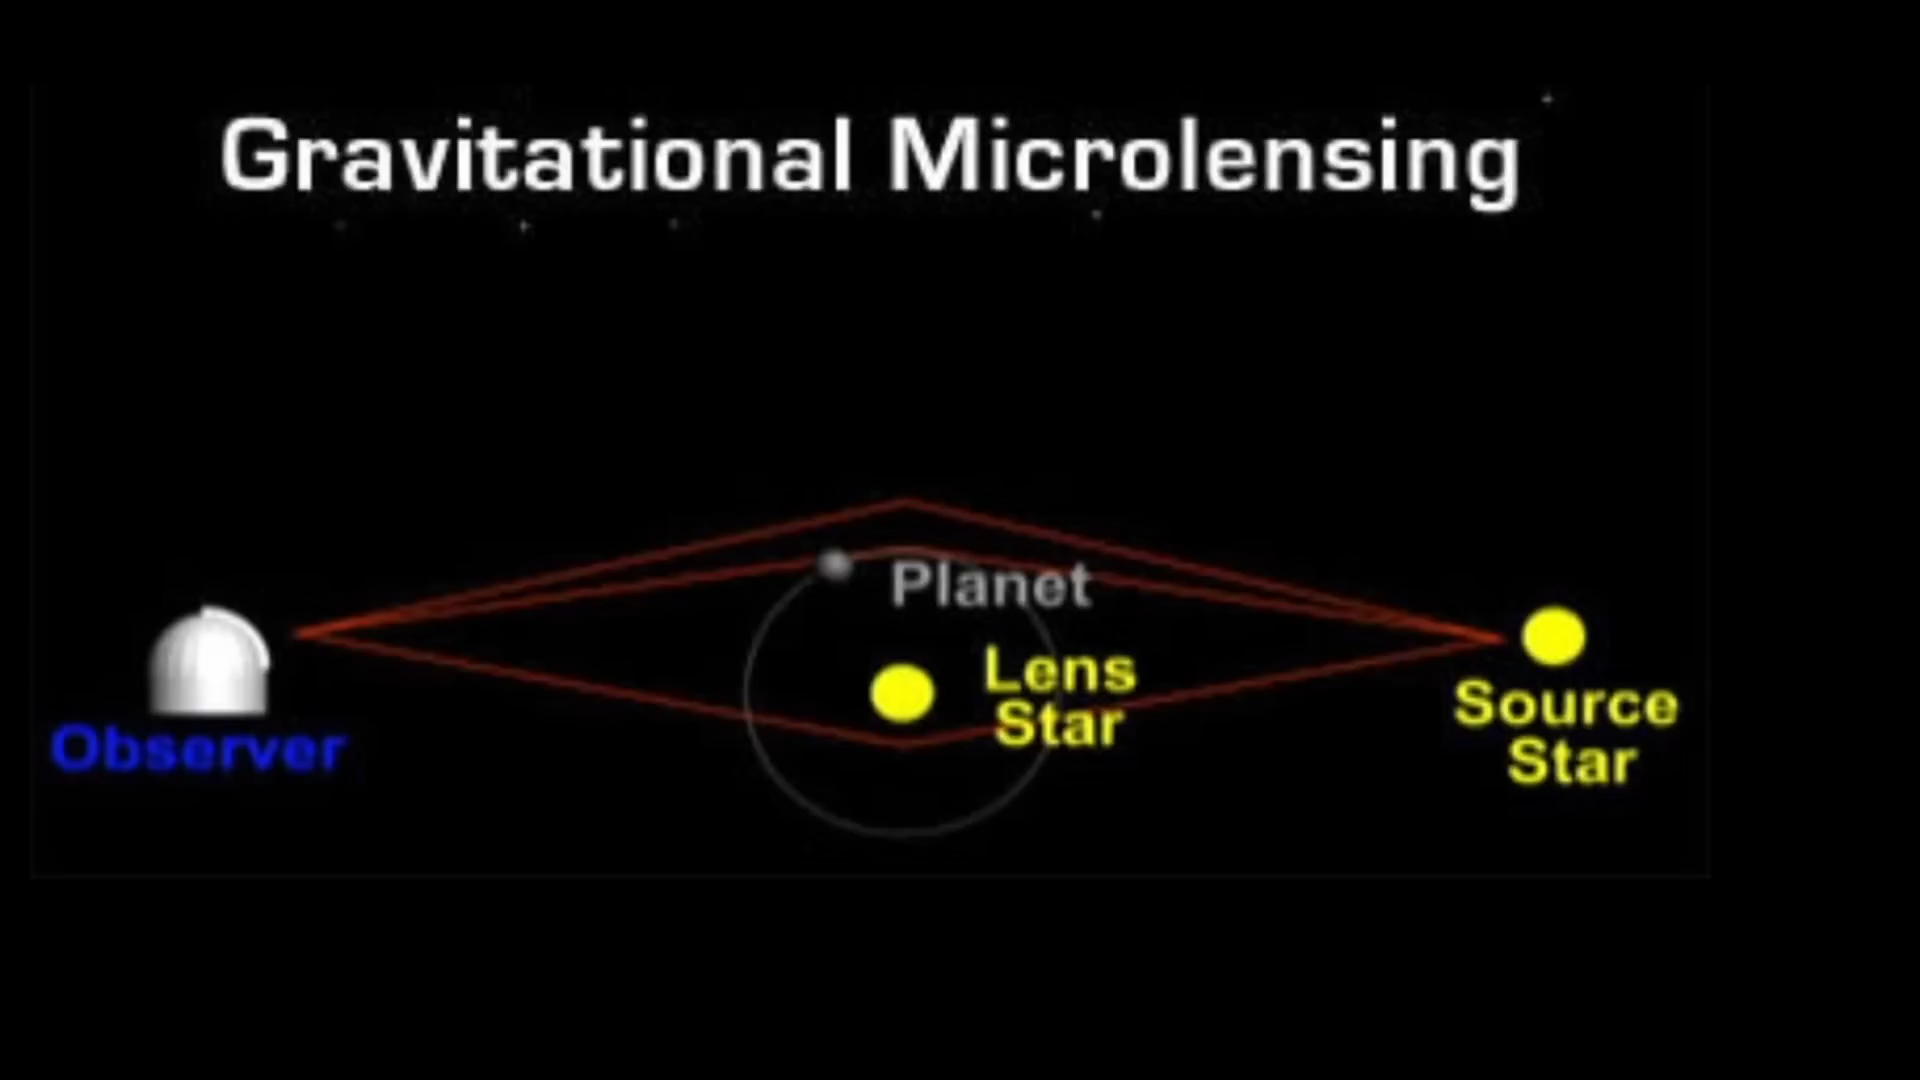 Gravitational Microlensing
Planet
Lens
Star
Source
Star
Observer